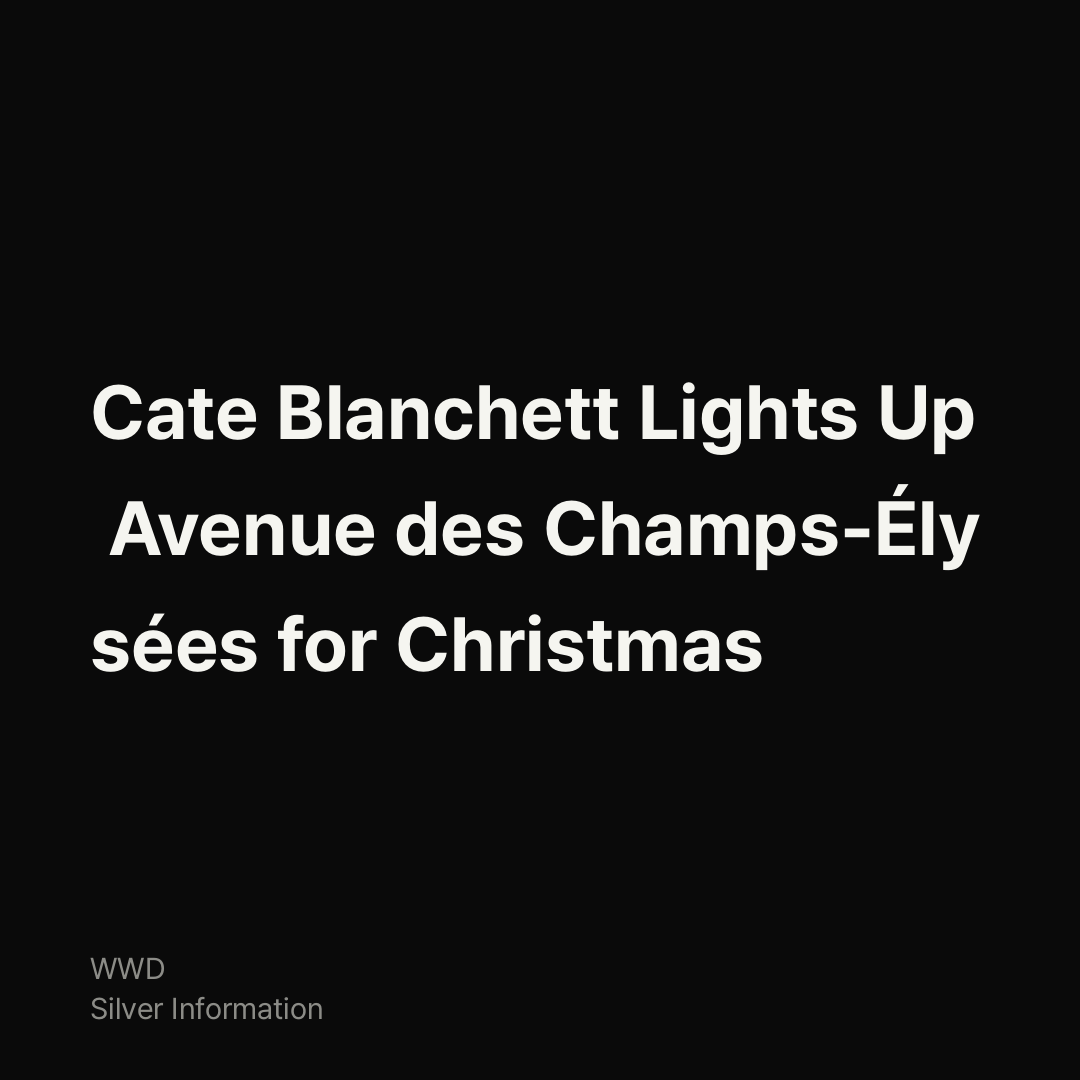 Cate Blanchett Lights Up
Avenue des Champs-Ély
sées for Christmas
WWD
Silver Information